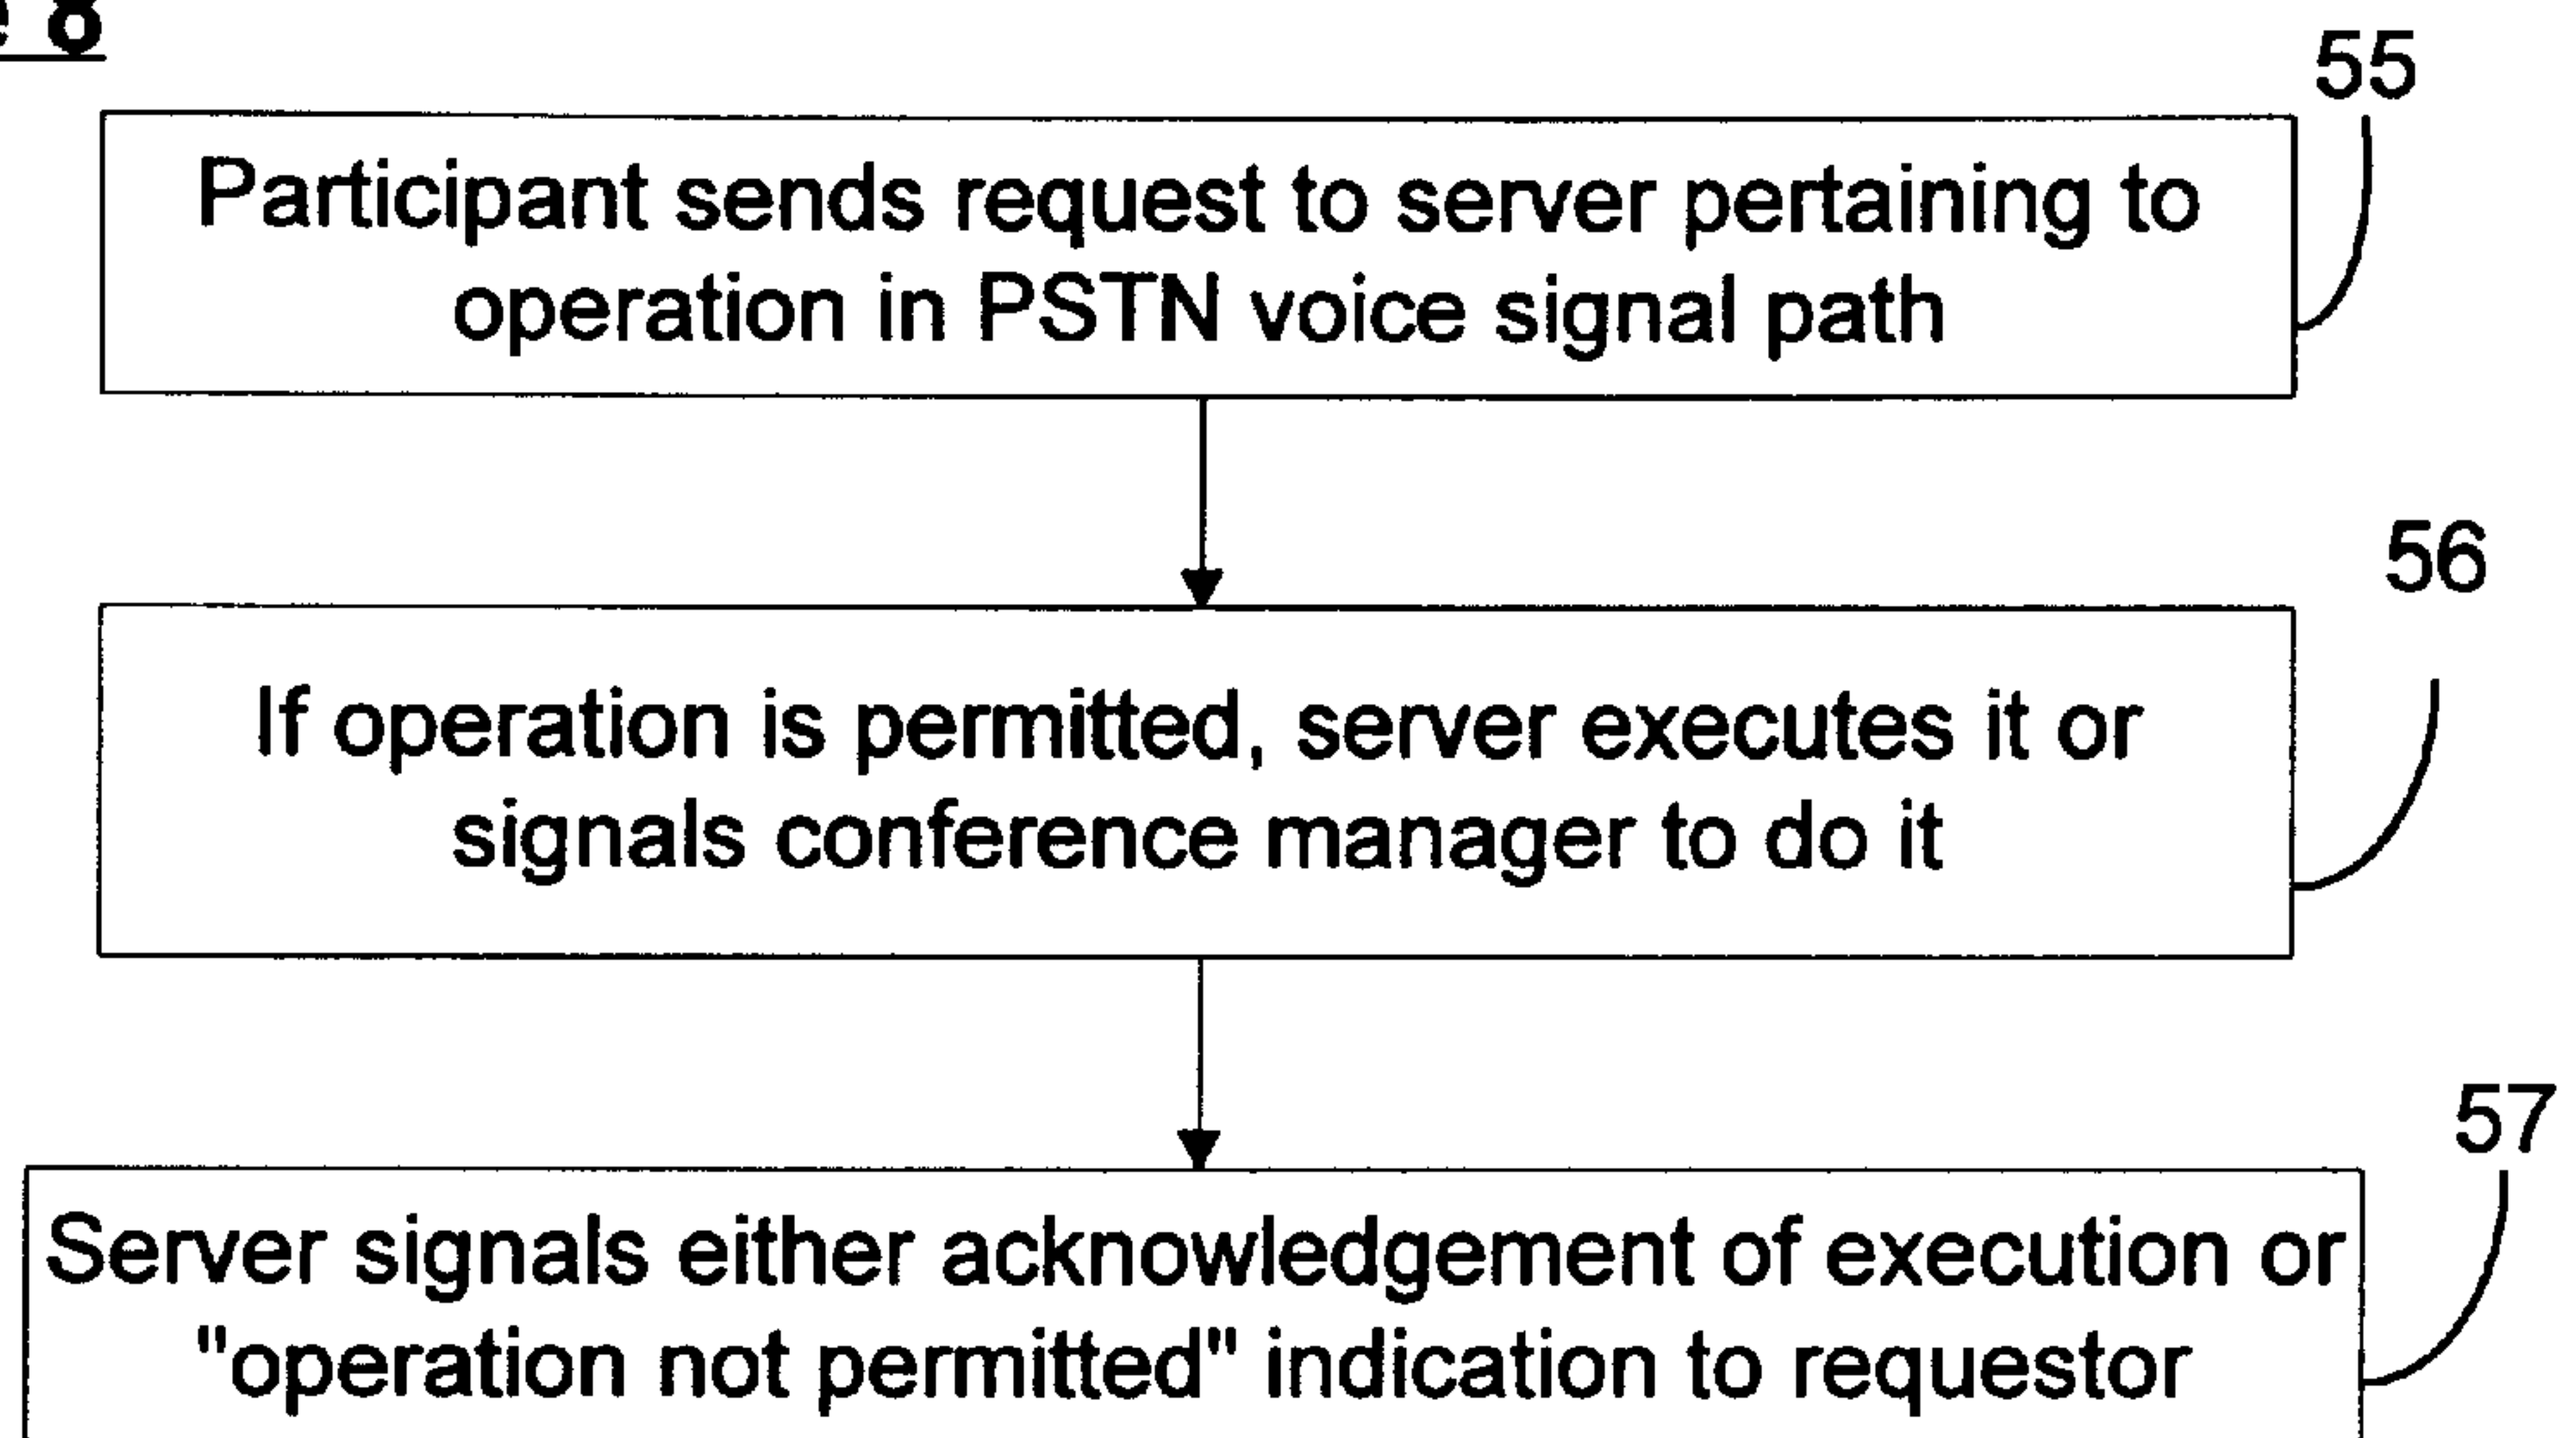 e 8
55
Participant sends request to server pertaining to
operation in PSTN voice signal path
56
If operation is permitted, server executes it or
signals conference manager to do it
57
Server signals either acknowledgement of execution or
"operation not permitted" indication to requestor